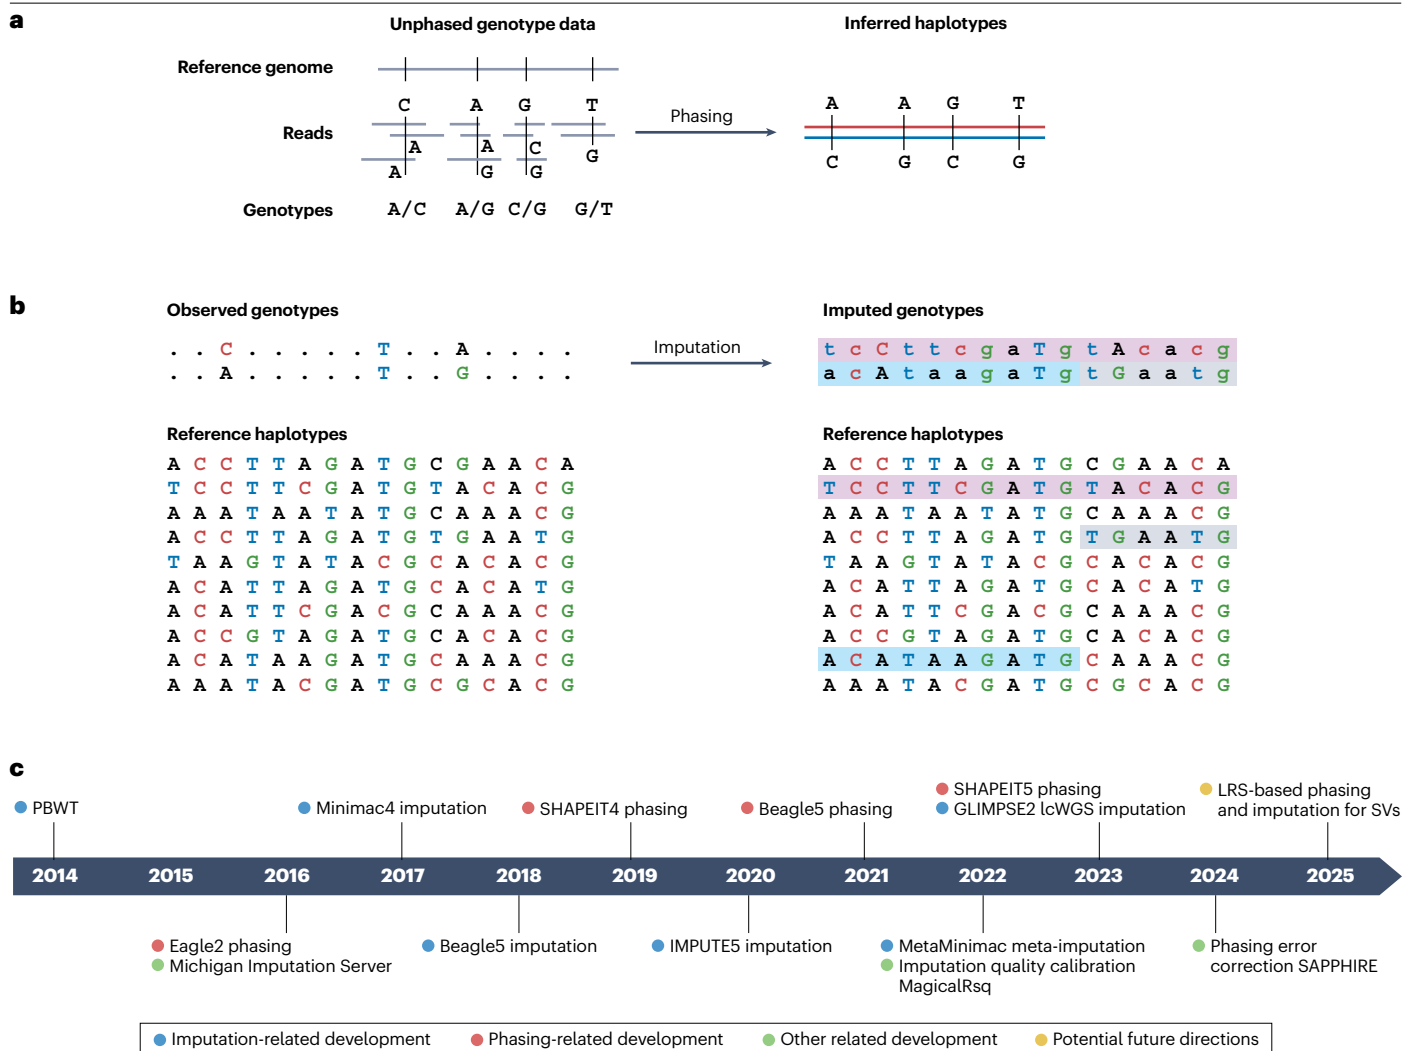 a
Unphased genotype data
Inferred haplotypes
Reference genome
C A G T
Reads
A A C G
A G G
Genotypes
A/C A/G C/G G/T
Phasing
A A G T
C G C G
b
Observed genotypes
. . C . . . . . T . . A . . . .
. . A . . . . . T . . G . . . .
Imputation
Imputed genotypes
t c C t t c g a T g t A c a c g
a c A t a a g a T g t G a a t g
Reference haplotypes
A C C T T A G A T G C G A A C A
T C C T T C G A T G T A C A C G
A A A T A A T A T G C A A A C G
A C C T T A G A T G T G A A T G
T A A G T A T A C G C A C A C G
A C A T T A G A T G C A C A T G
A C A T T C G A C G C A A A C G
A C C G T A G A T G C A C A C G
A C A T A A G A T G C A A A C G
A A A T A C G A T G C G C A C G
Reference haplotypes
A C C T T A G A T G C G A A C A
T C C T T C G A T G T A C A C G
A A A T A A T A T G C A A A C G
A C C T T A G A T G T G A A T G
T A A G T A T A C G C A C A C G
A C A T T A G A T G C A C A T G
A C A T T C G A C G C A A A C G
A C C G T A G A T G C A C A C G
A C A T A A G A T G C A A A C G
A A A T A C G A T G C G C A C G
c
PBWT
Minimac4 imputation
SHAPEIT4 phasing
Beagle5 phasing
SHAPEIT5 phasing
GLIMPSE2 lcWGS imputation
LRS-based phasing
and imputation for SVs
2014 2015 2016 2017 2018 2019 2020 2021 2022 2023 2024 2025
Eagle2 phasing
Michigan Imputation Server
Beagle5 imputation
IMPUTE5 imputation
MetaMinimac meta-imputation
Imputation quality calibration
MagicalRsq
Phasing error
correction SAPPHIRE
Imputation-related development
Phasing-related development
Other related development
Potential future directions